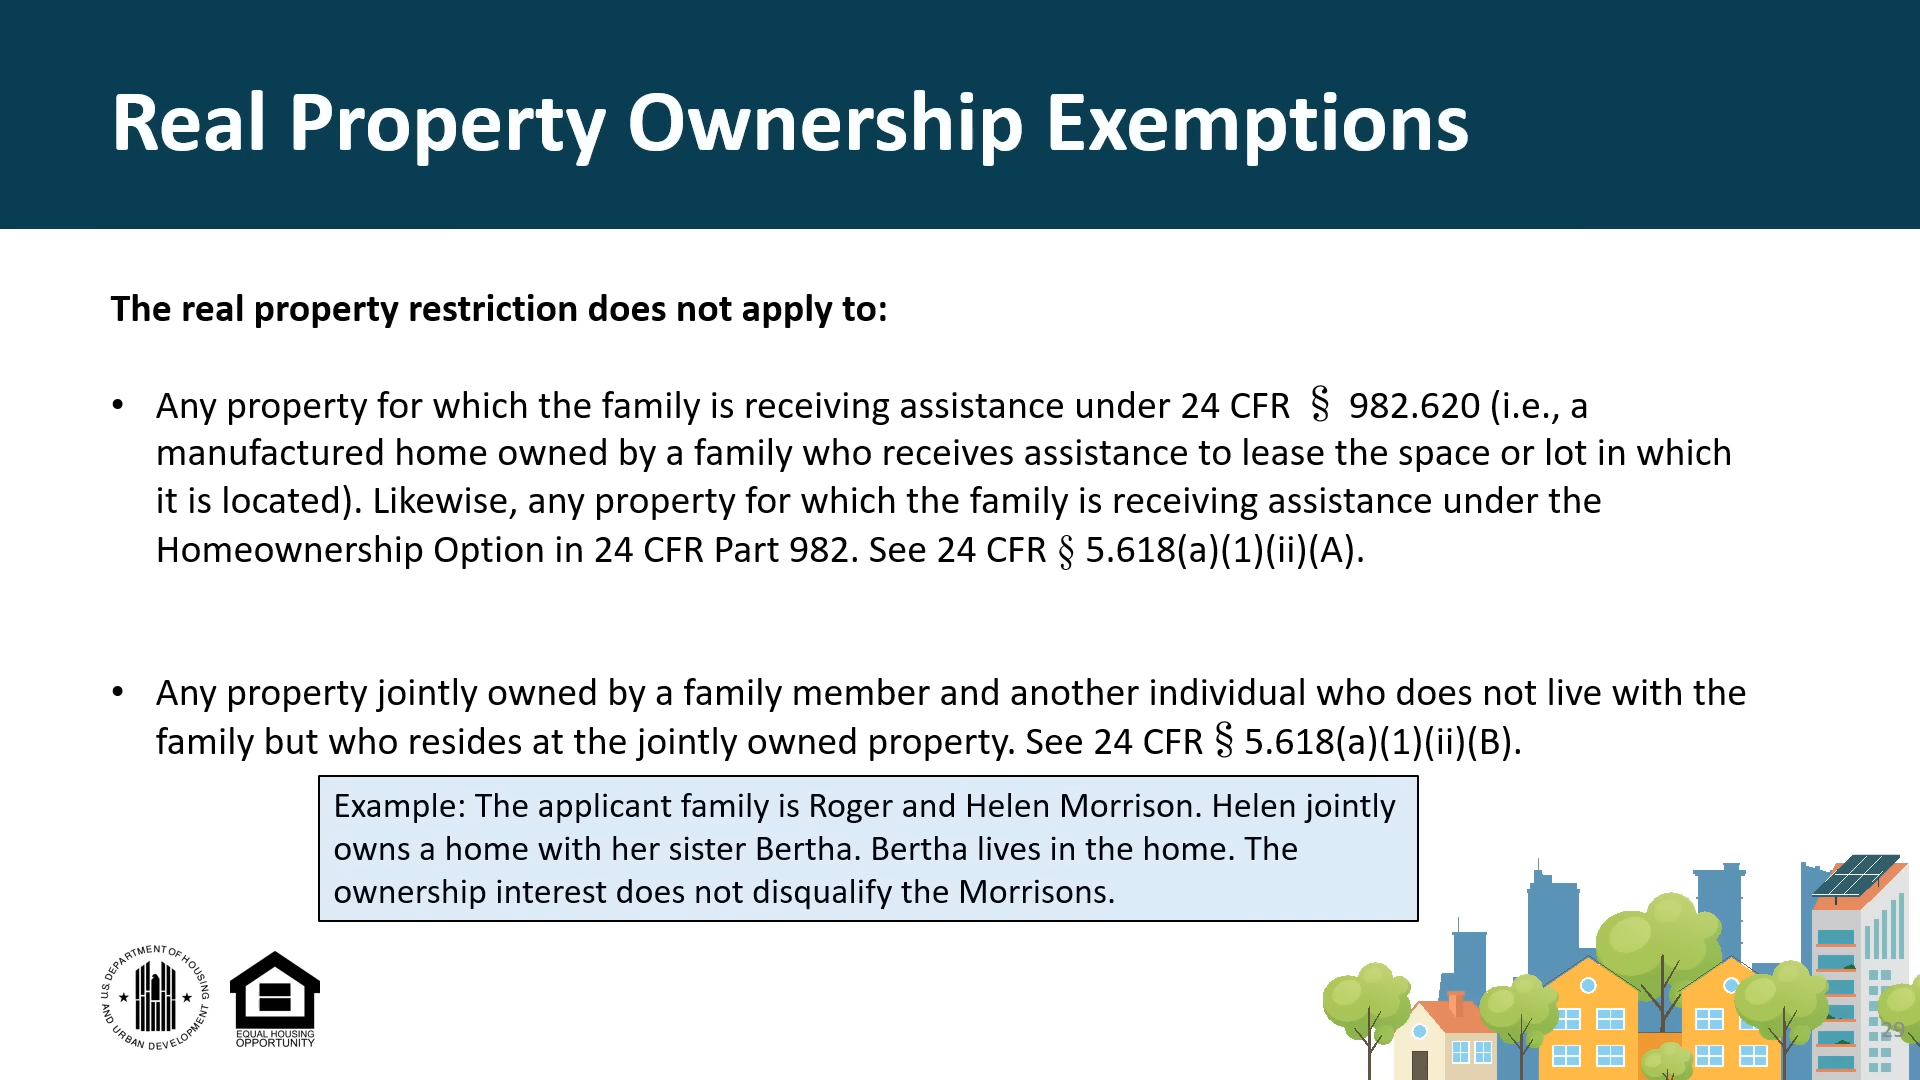 Real Property Ownership Exemptions
The real property restriction does not apply to:
• Any property for which the family is receiving assistance under 24 CFR § 982.620 (i.e., a
manufactured home owned by a family who receives assistance to lease the space or lot in which
it is located). Likewise, any property for which the family is receiving assistance under the
Homeownership Option in 24 CFR Part 982. See 24 CFR § 5.618(a)(1)(ii)(A).
• Any property jointly owned by a family member and another individual who does not live with the
family but who resides at the jointly owned property. See 24 CFR § 5.618(a)(1)(ii)(B).
Example: The applicant family is Roger and Helen Morrison. Helen jointly
owns a home with her sister Bertha. Bertha lives in the home. The
ownership interest does not disqualify the Morrisons.
U.S. DEPARTMENT OF HOUSING
AND URBAN DEVELOPMENT
EQUAL HOUSING
OPPORTUNITY
29